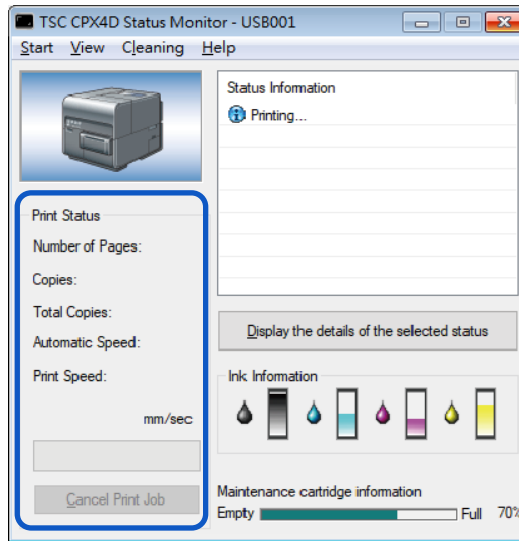 TSC CPX4D Status Monitor - USB001
Start View Cleaning Help
Status Information
Printing...
Print Status
Number of Pages:
Copies:
Total Copies:
Automatic Speed:
Print Speed:
mm/sec
Cancel Print Job
Display the details of the selected status
Ink Information
Maintenance cartridge information
Empty Full 70%